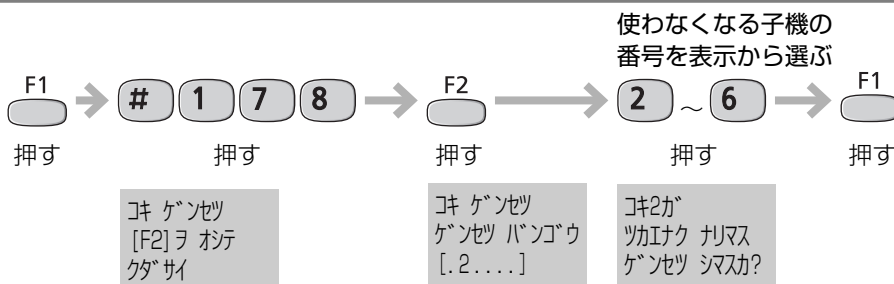 使わなくなる子機の
番号を表示から選ぶ
F1
# 1 7 8
F2
2 ~ 6
F1
押す
押す
押す
押す
押す
コキ ゲンセツ
[F2]ヲ オシテ
クダサイ
コキ ゲンセツ
ゲンセツ バンゴウ
[.2....]
コキ2ガ
ツカエナク ナリマス
ゲンセツ シマスカ?